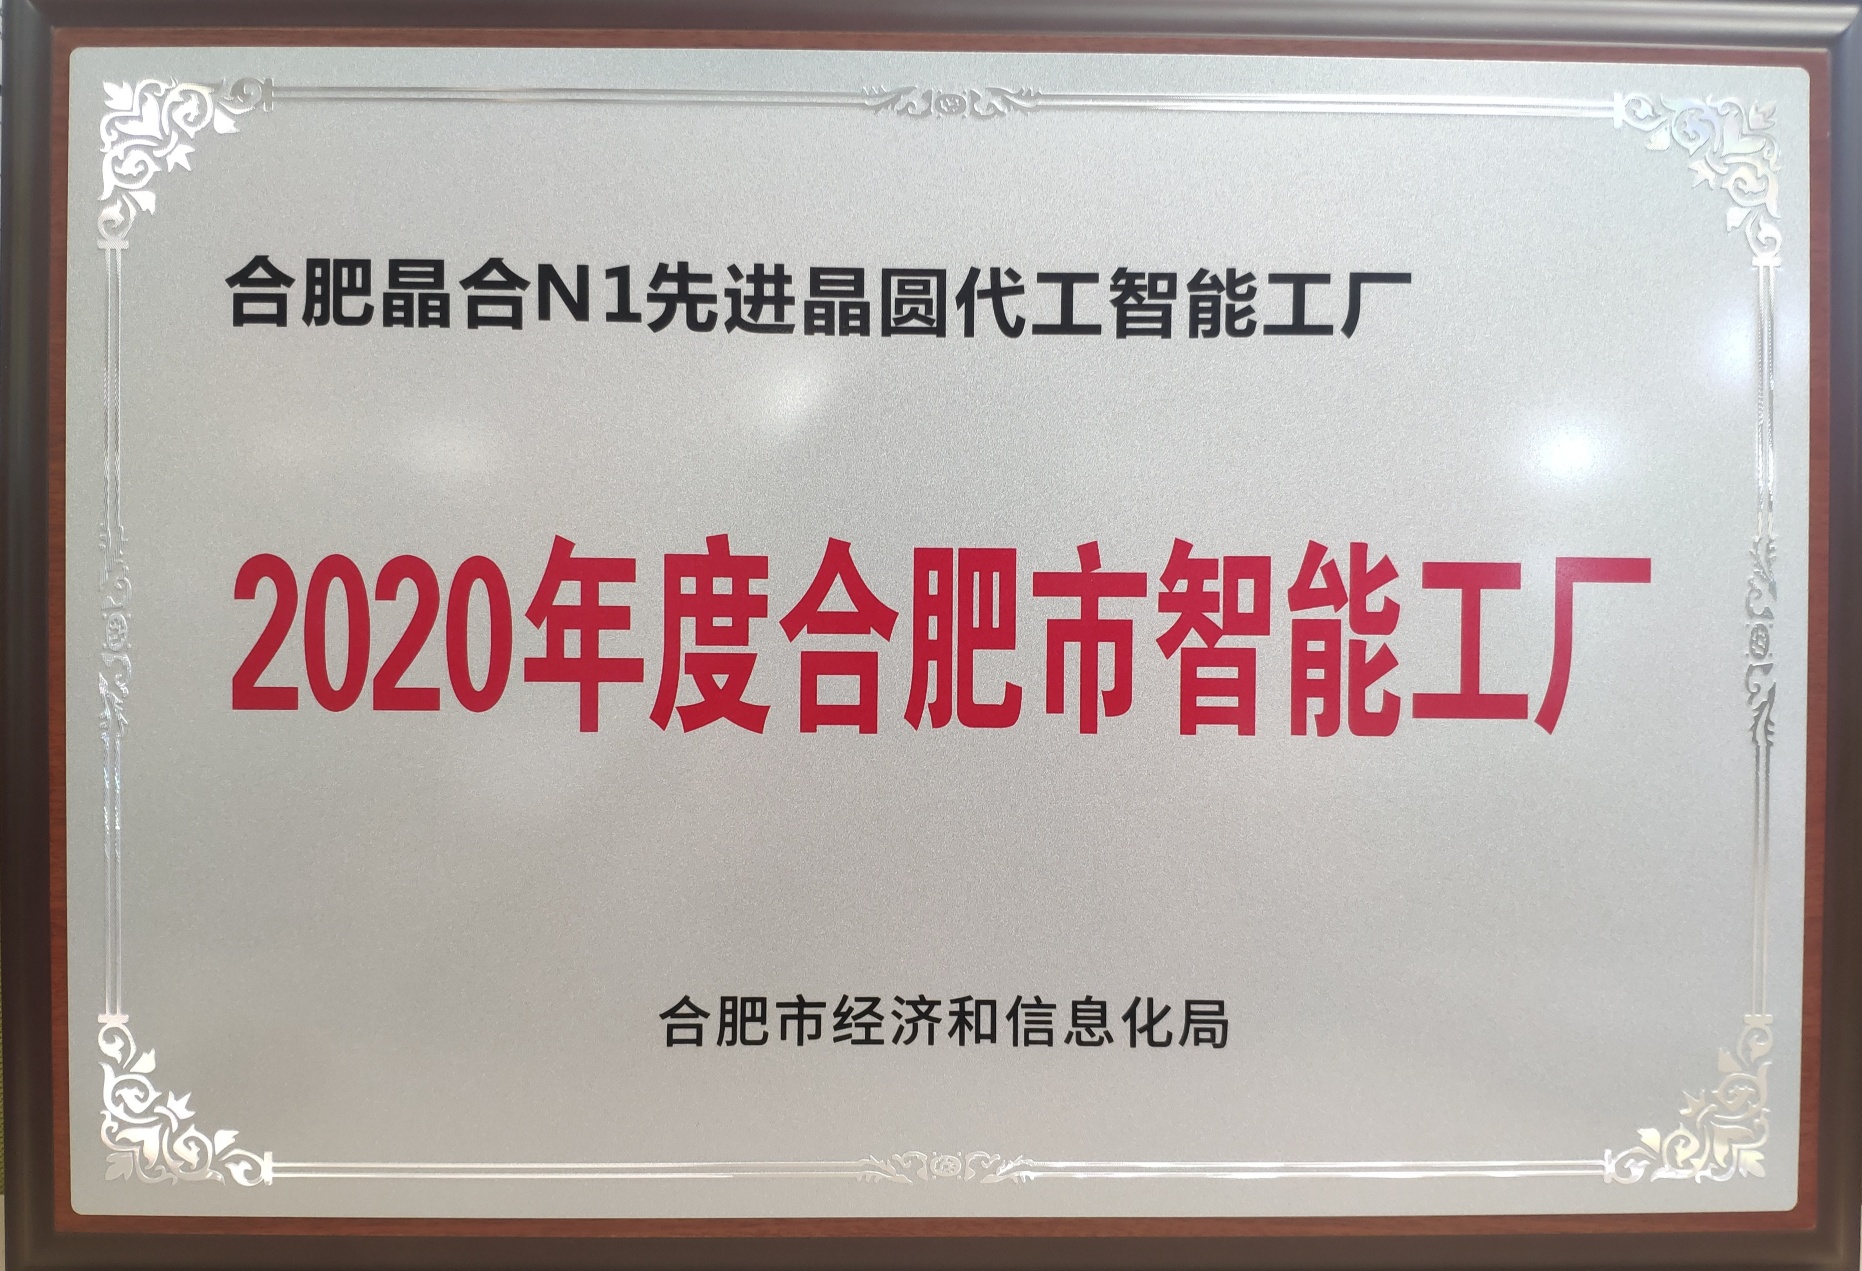 合肥晶合N1先进晶圆代工智能工厂
2020年度合肥市智能工厂
合肥市经济和信息化局